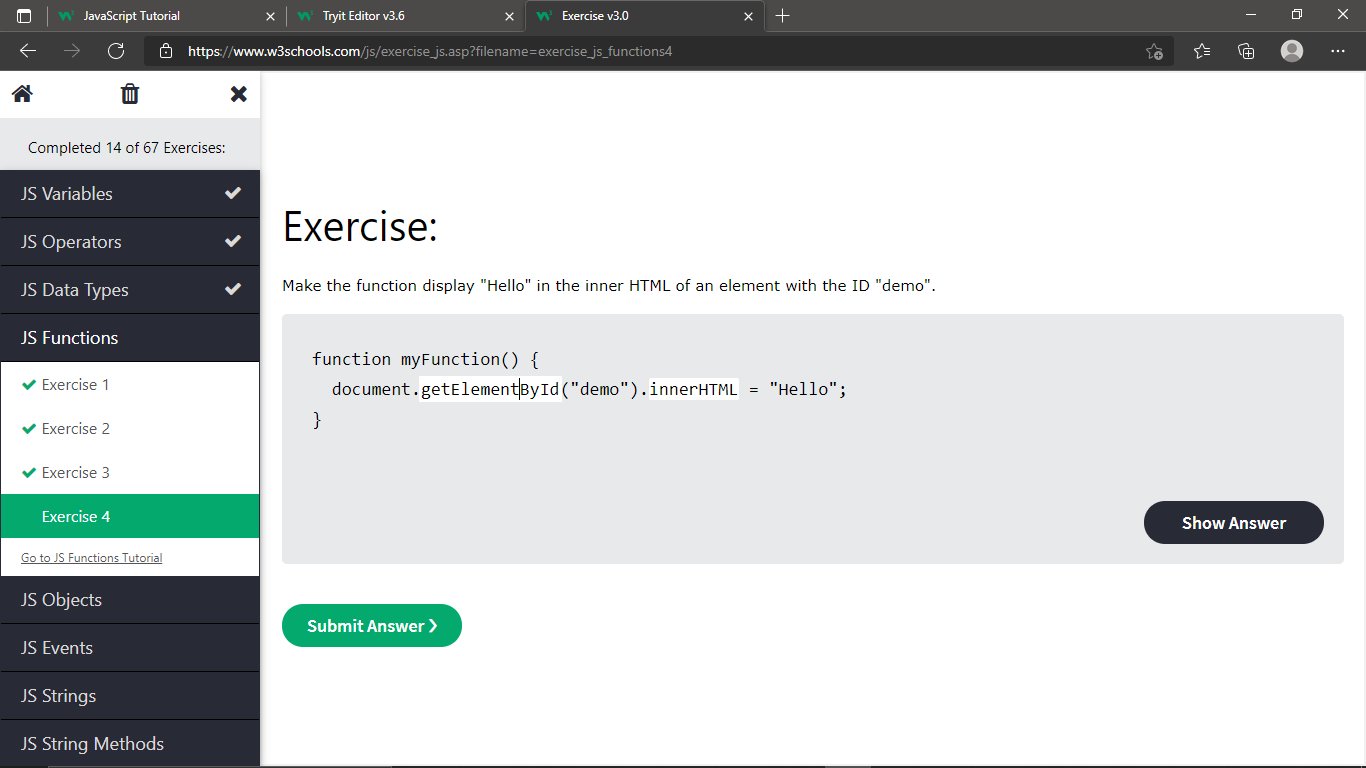 JavaScript Tutorial
Tryit Editor v3.6
Exercise v3.0
https://www.w3schools.com/js/exercise_js.asp?filename=exercise_js_functions4
Completed 14 of 67 Exercises:
JS Variables
JS Operators
JS Data Types
JS Functions
Exercise 1
Exercise 2
Exercise 3
Exercise 4
Go to JS Functions Tutorial
JS Objects
JS Events
JS Strings
JS String Methods
Exercise:
Make the function display "Hello" in the inner HTML of an element with the ID "demo".
function myFunction() {
document.getElementById("demo").innerHTML = "Hello";
}
Show Answer
Submit Answer ❯